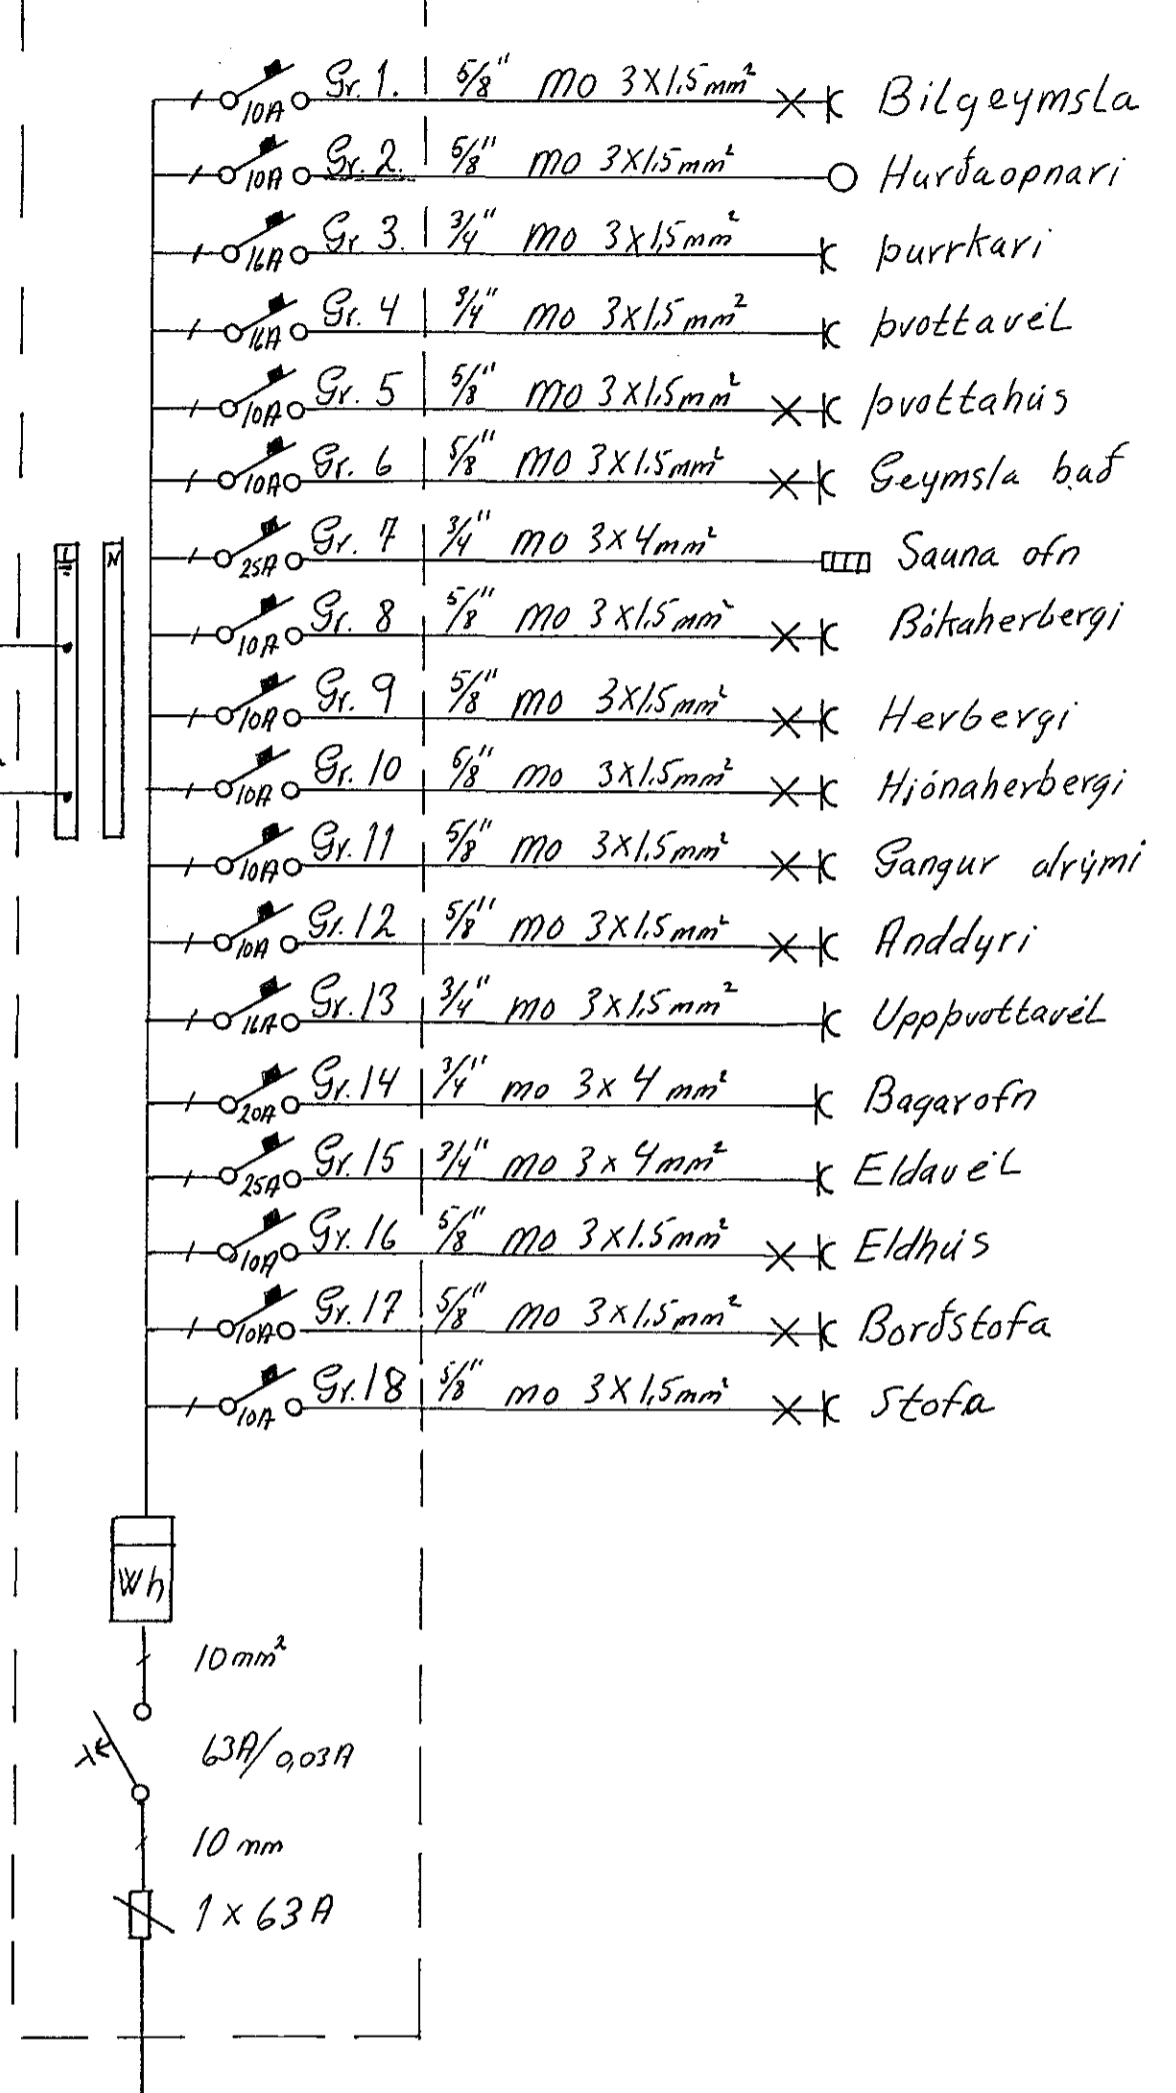 10A Gr. 1. 5/8" mo 3X1.5mm² Bilgeymsla
10A Gr. 2. 5/8" mo 3X1.5mm² Hurðaopnari
16A Gr 3. 3/4" mo 3X1,5mm² þurrkari
16A Gr. 4 3/4" mo 3X1,5mm² þvottavél
10A Gr. 5 5/8" mo 3X1.5mm² þvottahús
10A Gr. 6 5/8" mo 3X1.5mm² Geymsla bað
25A Gr. 7 3/4" mo 3x4mm² Sauna ofn
N
10A Gr. 8 5/8" mo 3X1.5mm² Bókaherbergi
10A Gr. 9 5/8" mo 3X1.5mm² Herbergi
10A Gr. 10 5/8" mo 3X1.5mm² Hjónaherbergi
10A Gr. 11 5/8" mo 3X1,5mm² Gangur alrými
10A Gr. 12 5/8" mo 3X1.5mm² Anddyri
16A Gr. 13 3/4" mo 3X1.5mm² Uppþvottavél
20A Gr. 14 3/4" mo 3x4mm² Bagarofn
25A Gr. 15 3/4" mo 3x4mm² Eldavél
10A Gr. 16 5/8" mo 3X1.5mm² Eldhús
10A Gr. 17 5/8" mo 3X1,5mm² Borðstofa
10A Gr. 18 5/8" mo 3X1,5mm² Stofa
Wh
10mm²
63A/0,03A
10 mm
1x63A